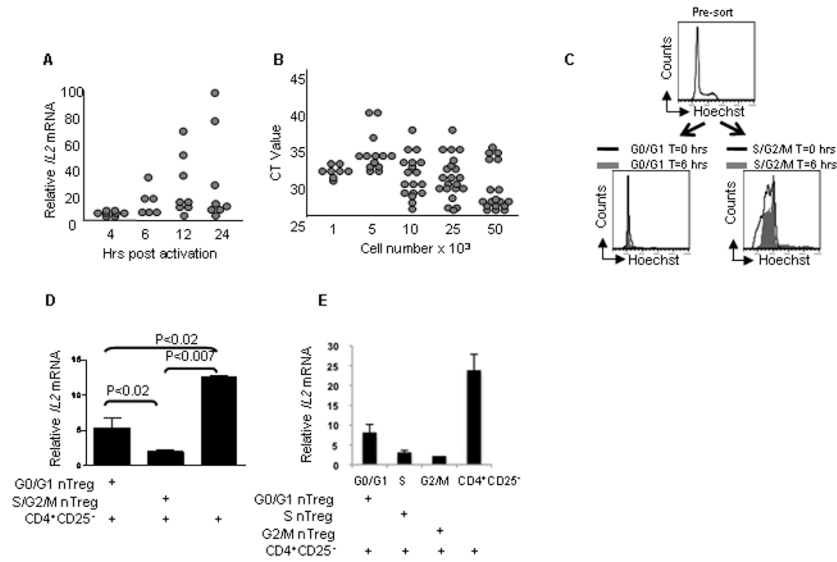 A
Relative IL2 mRNA
100
80
60
40
20
0
4 6 12 24
Hrs post activation
B
CT Value
45
40
35
30
25
1 5 10 25 50
Cell number x 10³
C
Pre-sort
Counts
Hoechst
G0/G1 T=0 hrs
G0/G1 T=6 hrs
Counts
Hoechst
S/G2/M T=0 hrs
S/G2/M T=6 hrs
Counts
Hoechst
D
P<0.02
P<0.007
P<0.02
Relative IL2 mRNA
15
10
5
0
G0/G1 nTreg +
S/G2/M nTreg +
CD4⁺CD25⁻ + + +
E
Relative IL2 mRNA
30
25
20
15
10
5
0
G0/G1 S G2/M CD4⁺CD25⁻
G0/G1 nTreg +
S nTreg +
G2/M nTreg +
CD4⁺CD25⁻ + + + +